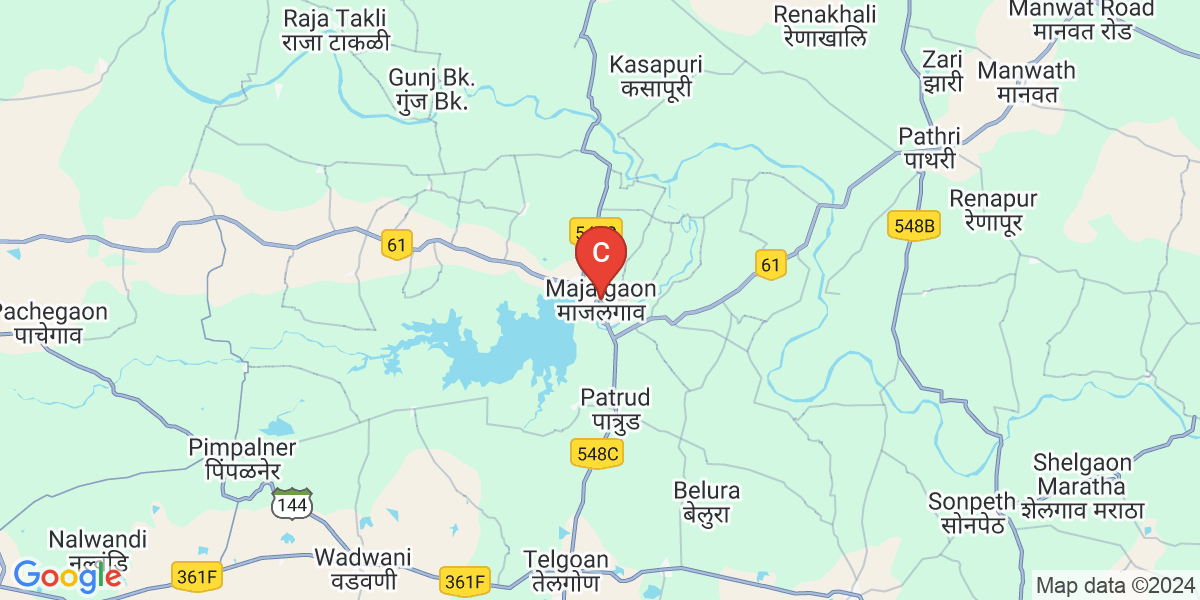 Raja Takli
राजा टाकळी
Renakhali
रेणाखालि
Manwat Road
मानवत रोड
Gunj Bk.
गुंज Bk.
Kasapuri
कसापूरी
Zari
झारी
Manwath
मानवत
Pathri
पाथरी
Renapur
रेणापूर
548B
61
61
C
Majalgaon
माजलगाव
Pachegaon
पाचेगाव
Patrud
पात्रुड
548C
Pimpalner
पिंपळनेर
144
Belura
बेलुरा
Shelgaon
Maratha
शेलगाव मराठा
Sonpeth
सोनपेठ
Nalwandi
Wadwani
वडवणी
Telgoan
तेलगोण
361F
361F
Google
Map data ©2024